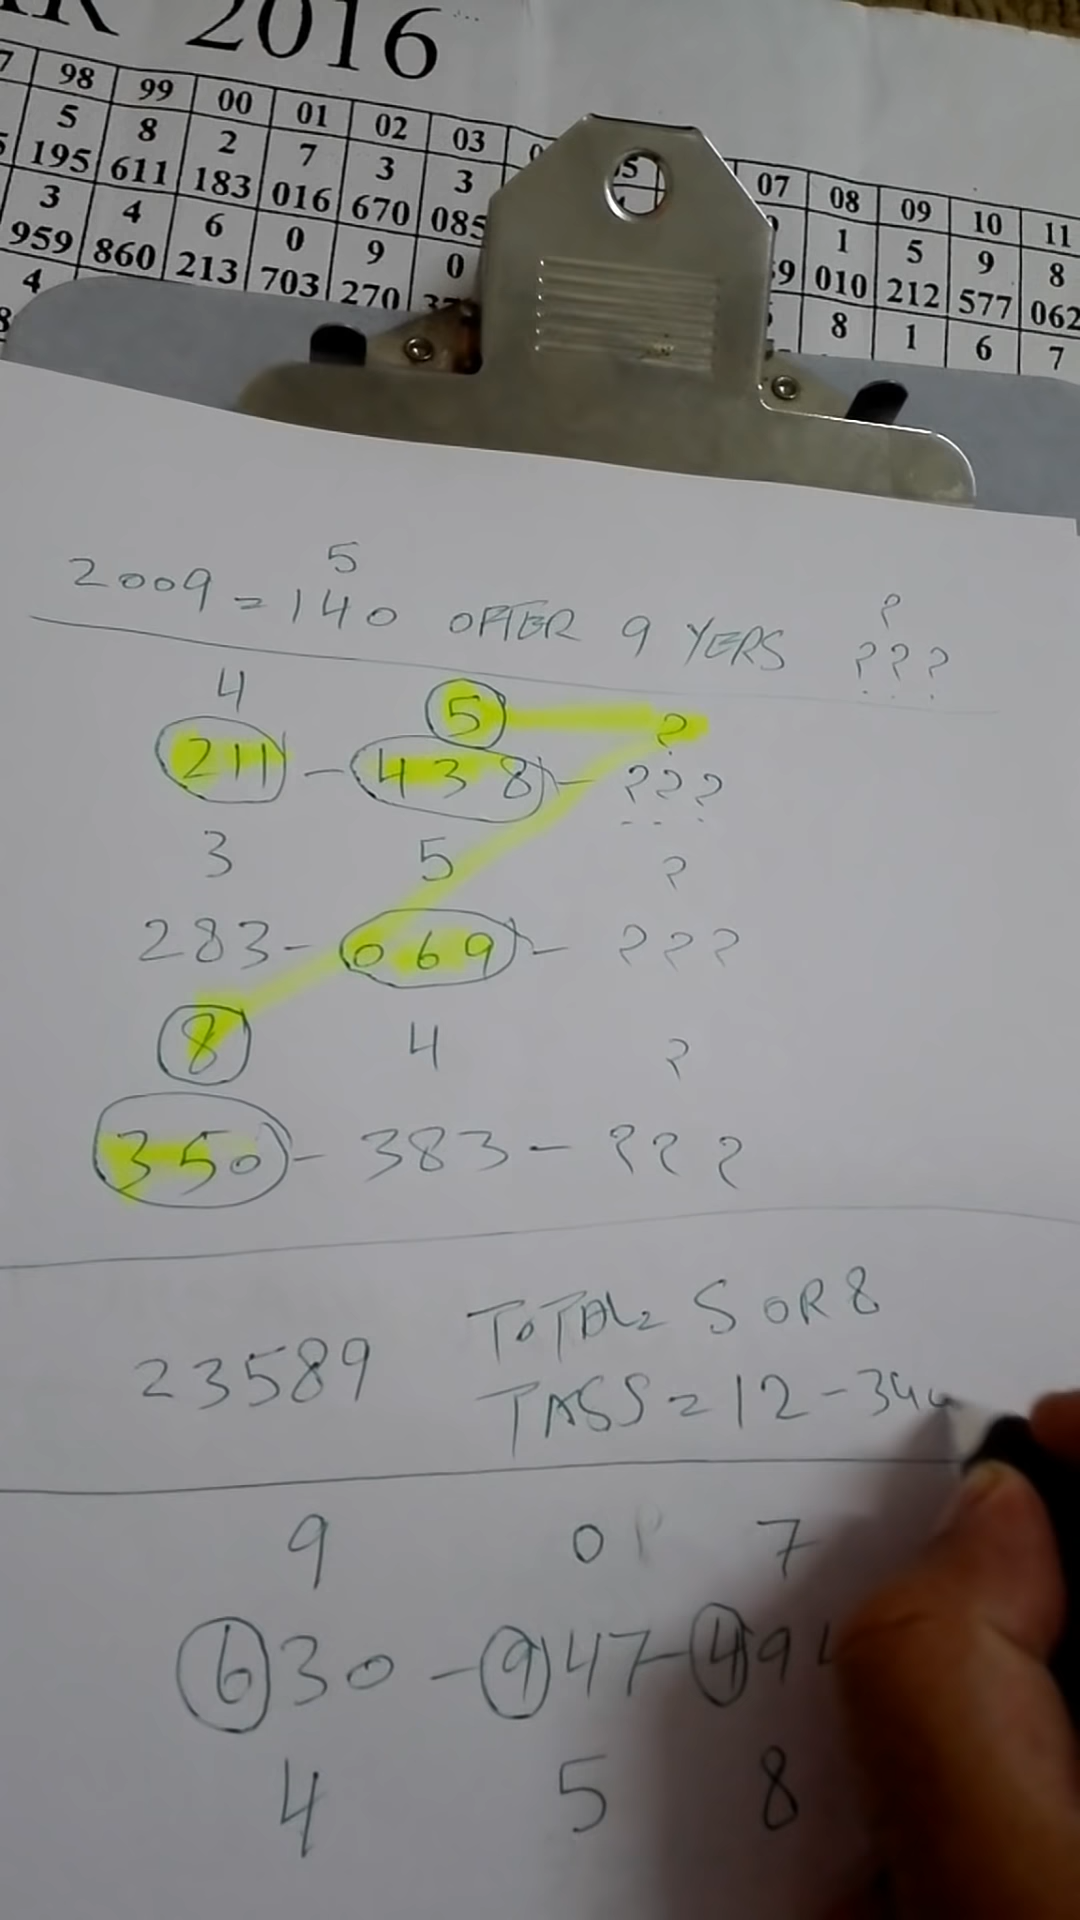 2016
98 99 00 01 02 03 07 08 09 10 11
5 8 2 7 3 3 1 5 9 8
195 611 183 016 670 085 010 212 577 062
3 4 6 0 9 0 8 1 6 7
959 860 213 703 270
4
5
2009 = 140 OFTER 9 YERS ???
?
4 5 ?
211 - 438 - ???
3 5 ?
283 - 069 - ???
8 4 ?
350 - 383 - ???
TOTAL= 5 OR 8
23589
TASS = 12 -
9 0 7
630 - 947 - 49
4 5 8